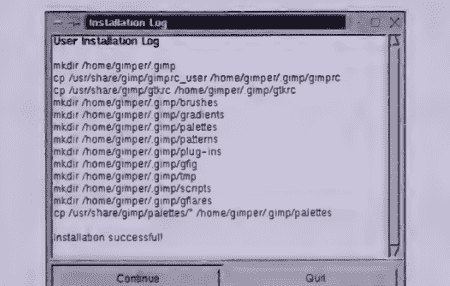 Installation Log
User Installation Log
mkdir /home/gimper/.gimp
cp /usr/share/gimp/gimprc_user /home/gimper/.gimp/gimprc
cp /usr/share/gimp/gtkrc /home/gimper/.gimp/gtkrc
mkdir /home/gimper/.gimp/brushes
mkdir /home/gimper/.gimp/gradients
mkdir /home/gimper/.gimp/palettes
mkdir /home/gimper/.gimp/patterns
mkdir /home/gimper/.gimp/plug-ins
mkdir /home/gimper/.gimp/gfig
mkdir /home/gimper/.gimp/tmp
mkdir /home/gimper/.gimp/scripts
mkdir /home/gimper/.gimp/gflares
cp /usr/share/gimp/palettes/* /home/gimper/.gimp/palettes
Installation successful!
Continue Quit